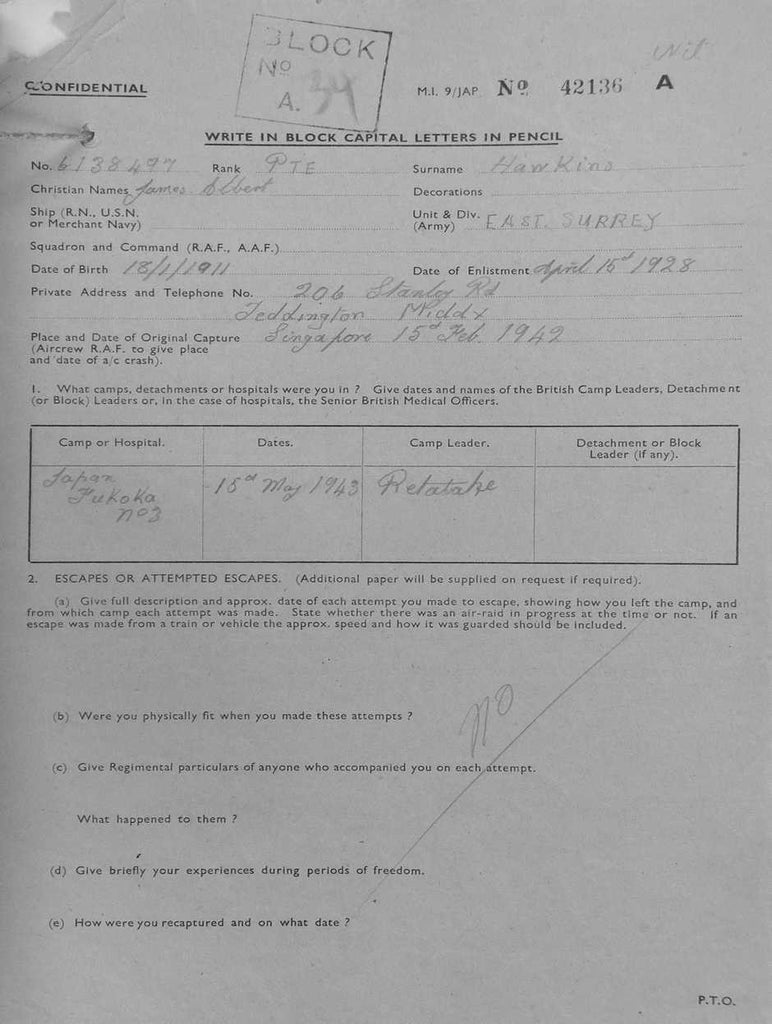 BLOCK
No
A. 34
Nil
CONFIDENTIAL
M.I. 9/JAP No 42136 A
WRITE IN BLOCK CAPITAL LETTERS IN PENCIL
No. 6138497 Rank PTE Surname Hawkins
Christian Names James Albert Decorations
Ship (R.N., U.S.N. or Merchant Navy) Unit & Div. (Army) EAST. SURREY
Squadron and Command (R.A.F., A.A.F.)
Date of Birth 18/1/1911 Date of Enlistment April 15d 1928
Private Address and Telephone No. 206 Stanley Rd
Teddington Middx
Place and Date of Original Capture Singapore 15d Feb. 1942
(Aircrew R.A.F. to give place
and date of a/c crash).
1. What camps, detachments or hospitals were you in ? Give dates and names of the British Camp Leaders, Detachment
(or Block) Leaders or, in the case of hospitals, the Senior British Medical Officers.
Camp or Hospital. Dates. Camp Leader. Detachment or Block Leader (if any).
Japan 15d May 1943 Retatake
Fukoka
no3
2. ESCAPES OR ATTEMPTED ESCAPES. (Additional paper will be supplied on request if required).
(a) Give full description and approx. date of each attempt you made to escape, showing how you left the camp, and
from which camp each attempt was made. State whether there was an air-raid in progress at the time or not. If an
escape was made from a train or vehicle the approx. speed and how it was guarded should be included.
NO
(b) Were you physically fit when you made these attempts ?
(c) Give Regimental particulars of anyone who accompanied you on each attempt.
What happened to them ?
(d) Give briefly your experiences during periods of freedom.
(e) How were you recaptured and on what date ?
P.T.O.